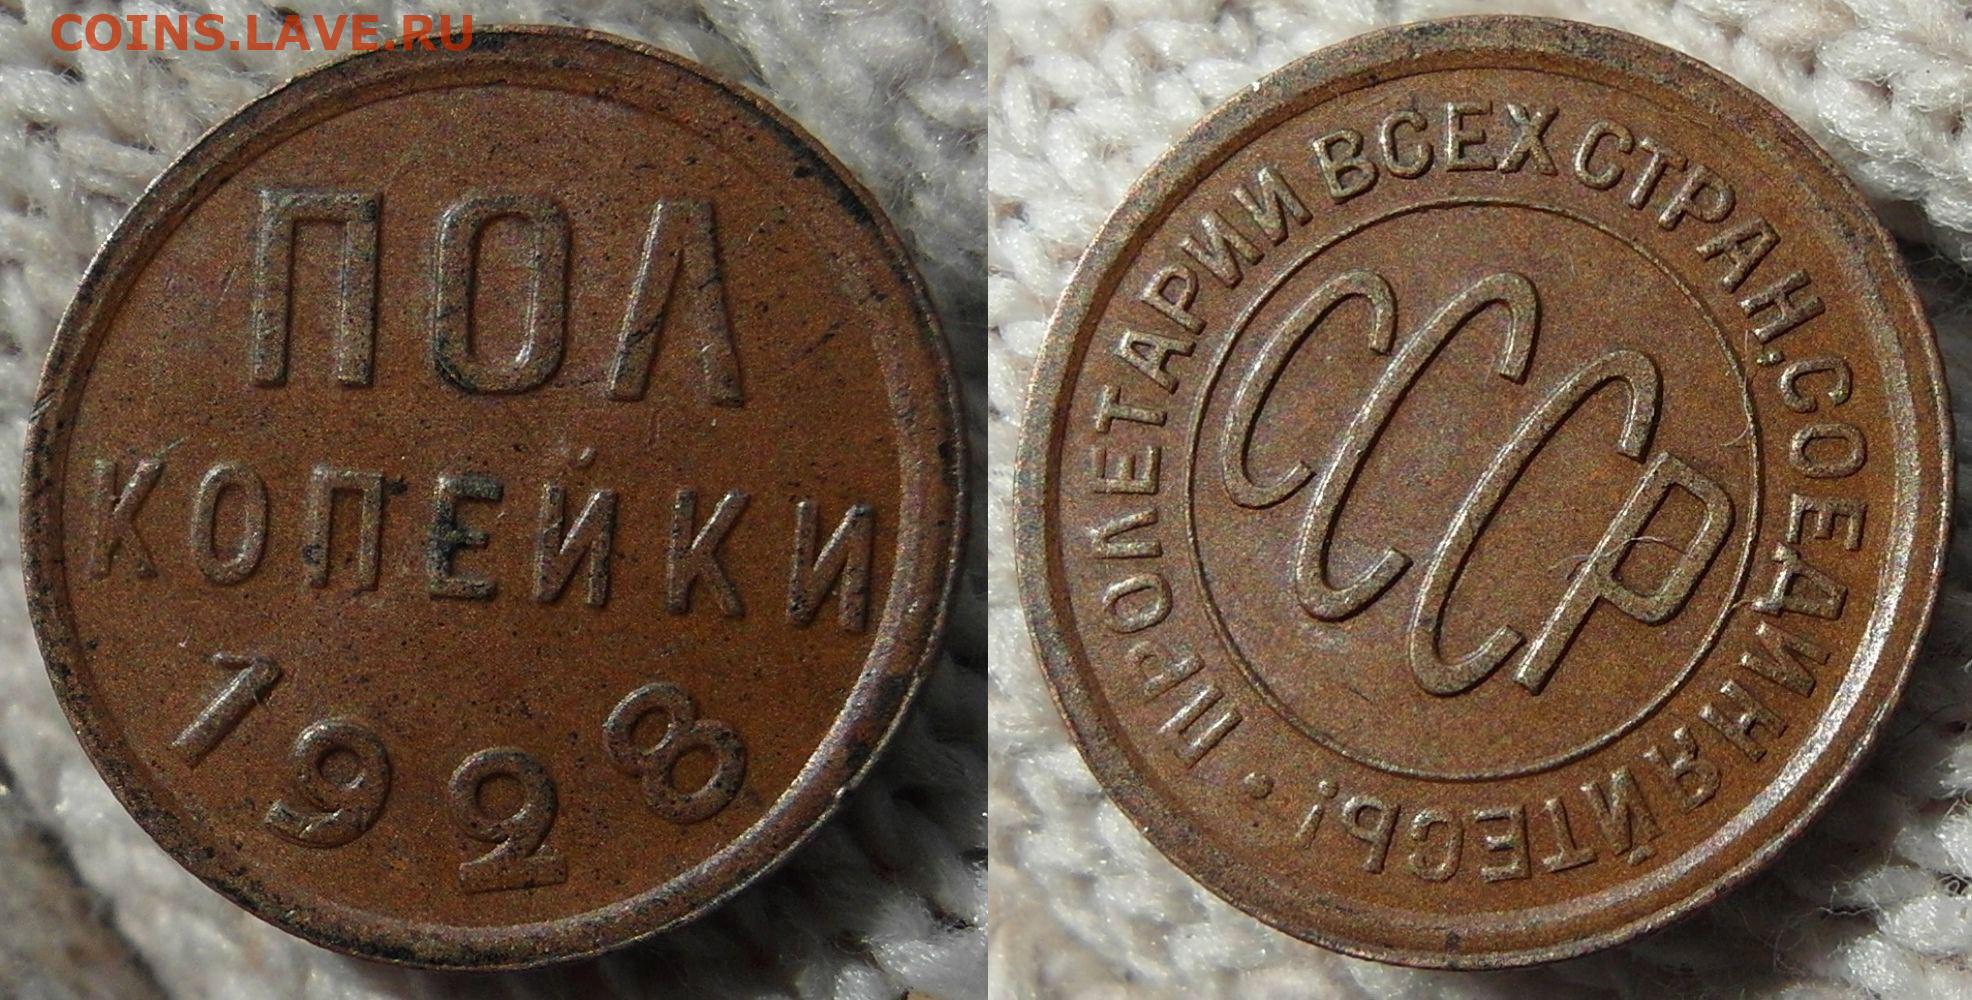 COINS.LAVE.RU
ПОЛ
КОПЕЙКИ
1928
ПРОЛЕТАРИИ ВСЕХ СТРАН, СОЕДИНЯЙТЕСЬ! •
СССР